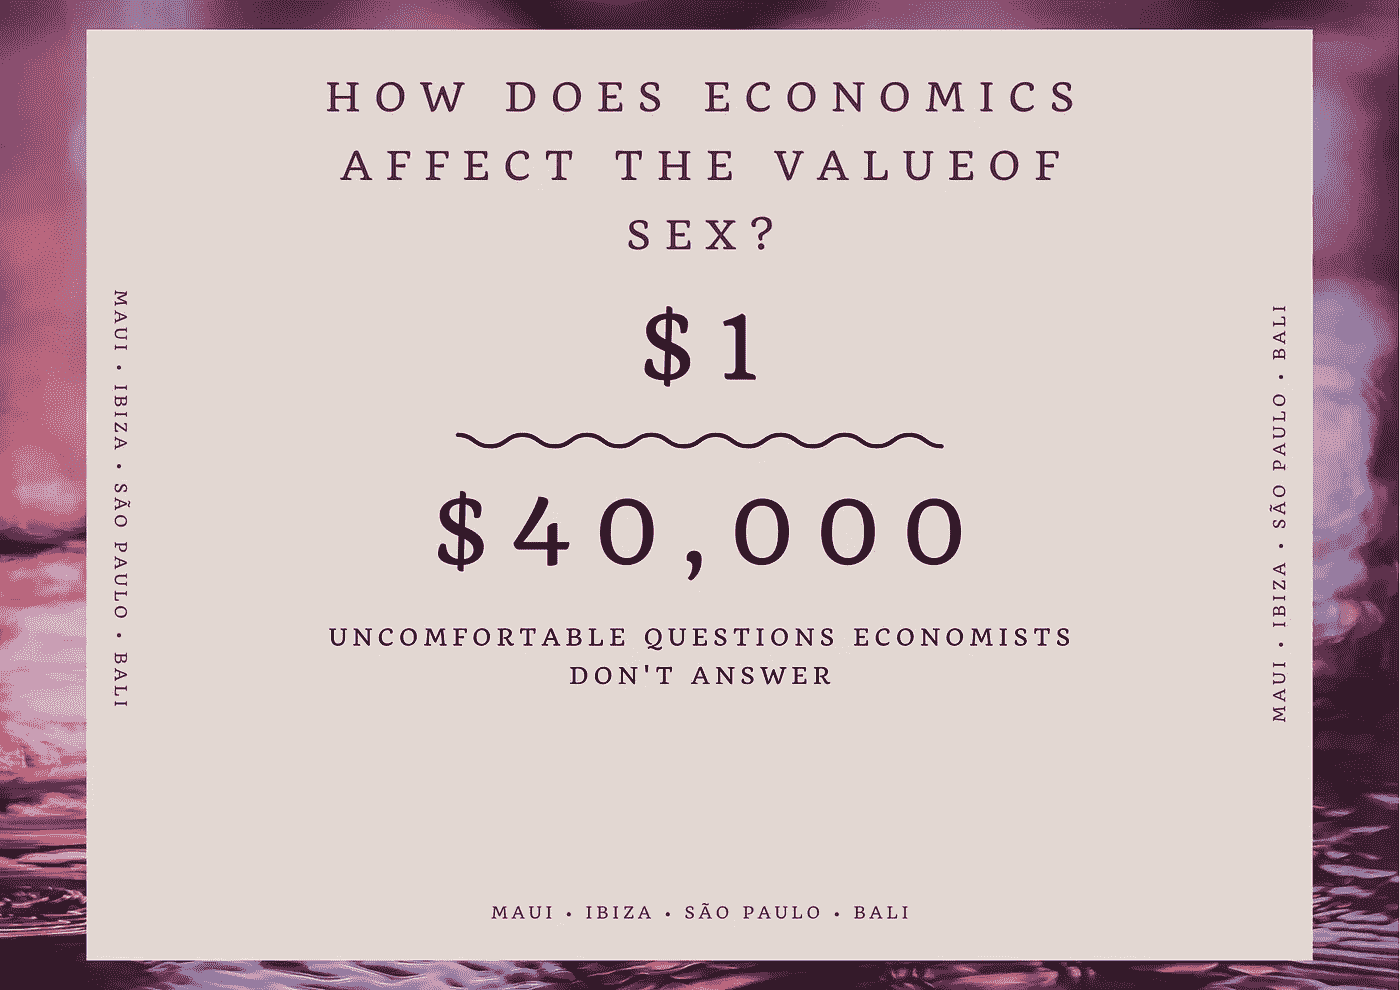 HOW DOES ECONOMICS
AFFECT THE VALUEOF
SEX?
$1
$40,000
UNCOMFORTABLE QUESTIONS ECONOMISTS
DON'T ANSWER
MAUI • IBIZA • SÃO PAULO • BALI
MAUI • IBIZA • SÃO PAULO • BALI
MAUI • IBIZA • SÃO PAULO • BALI